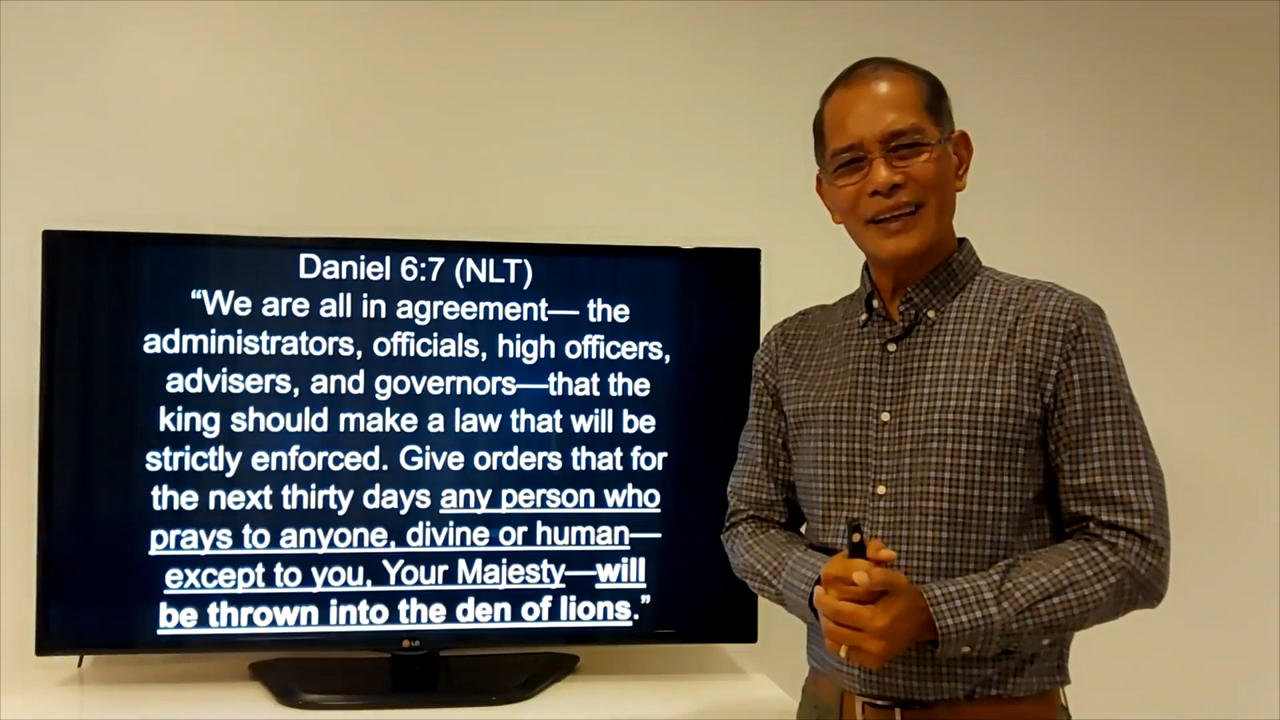 Daniel 6:7 (NLT)
“We are all in agreement— the
administrators, officials, high officers,
advisers, and governors—that the
king should make a law that will be
strictly enforced. Give orders that for
the next thirty days any person who
prays to anyone, divine or human—
except to you, Your Majesty—will
be thrown into the den of lions.”
LG